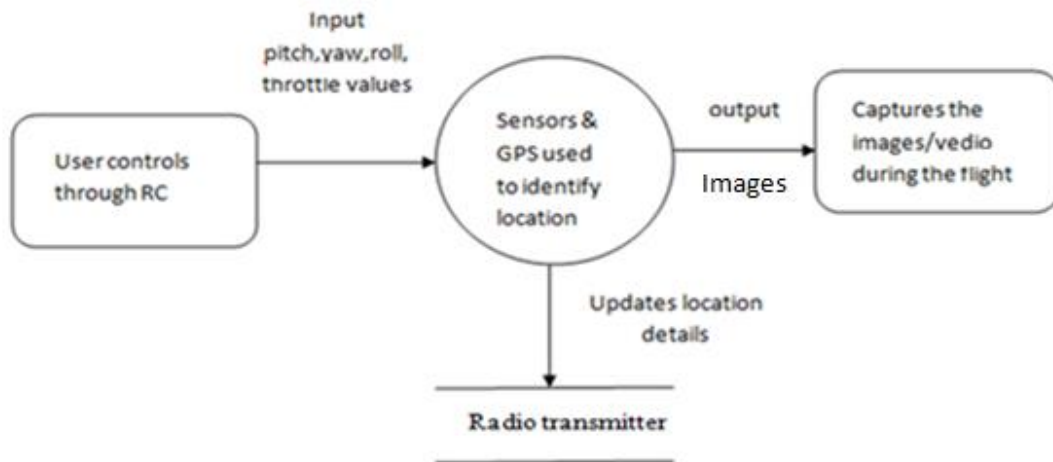 Input
pitch,yaw,roll,
throttle values
User controls
through RC
Sensors &
GPS used
to identify
location
output
Images
Captures the
images/vedio
during the flight
Updates location
details
Radio transmitter